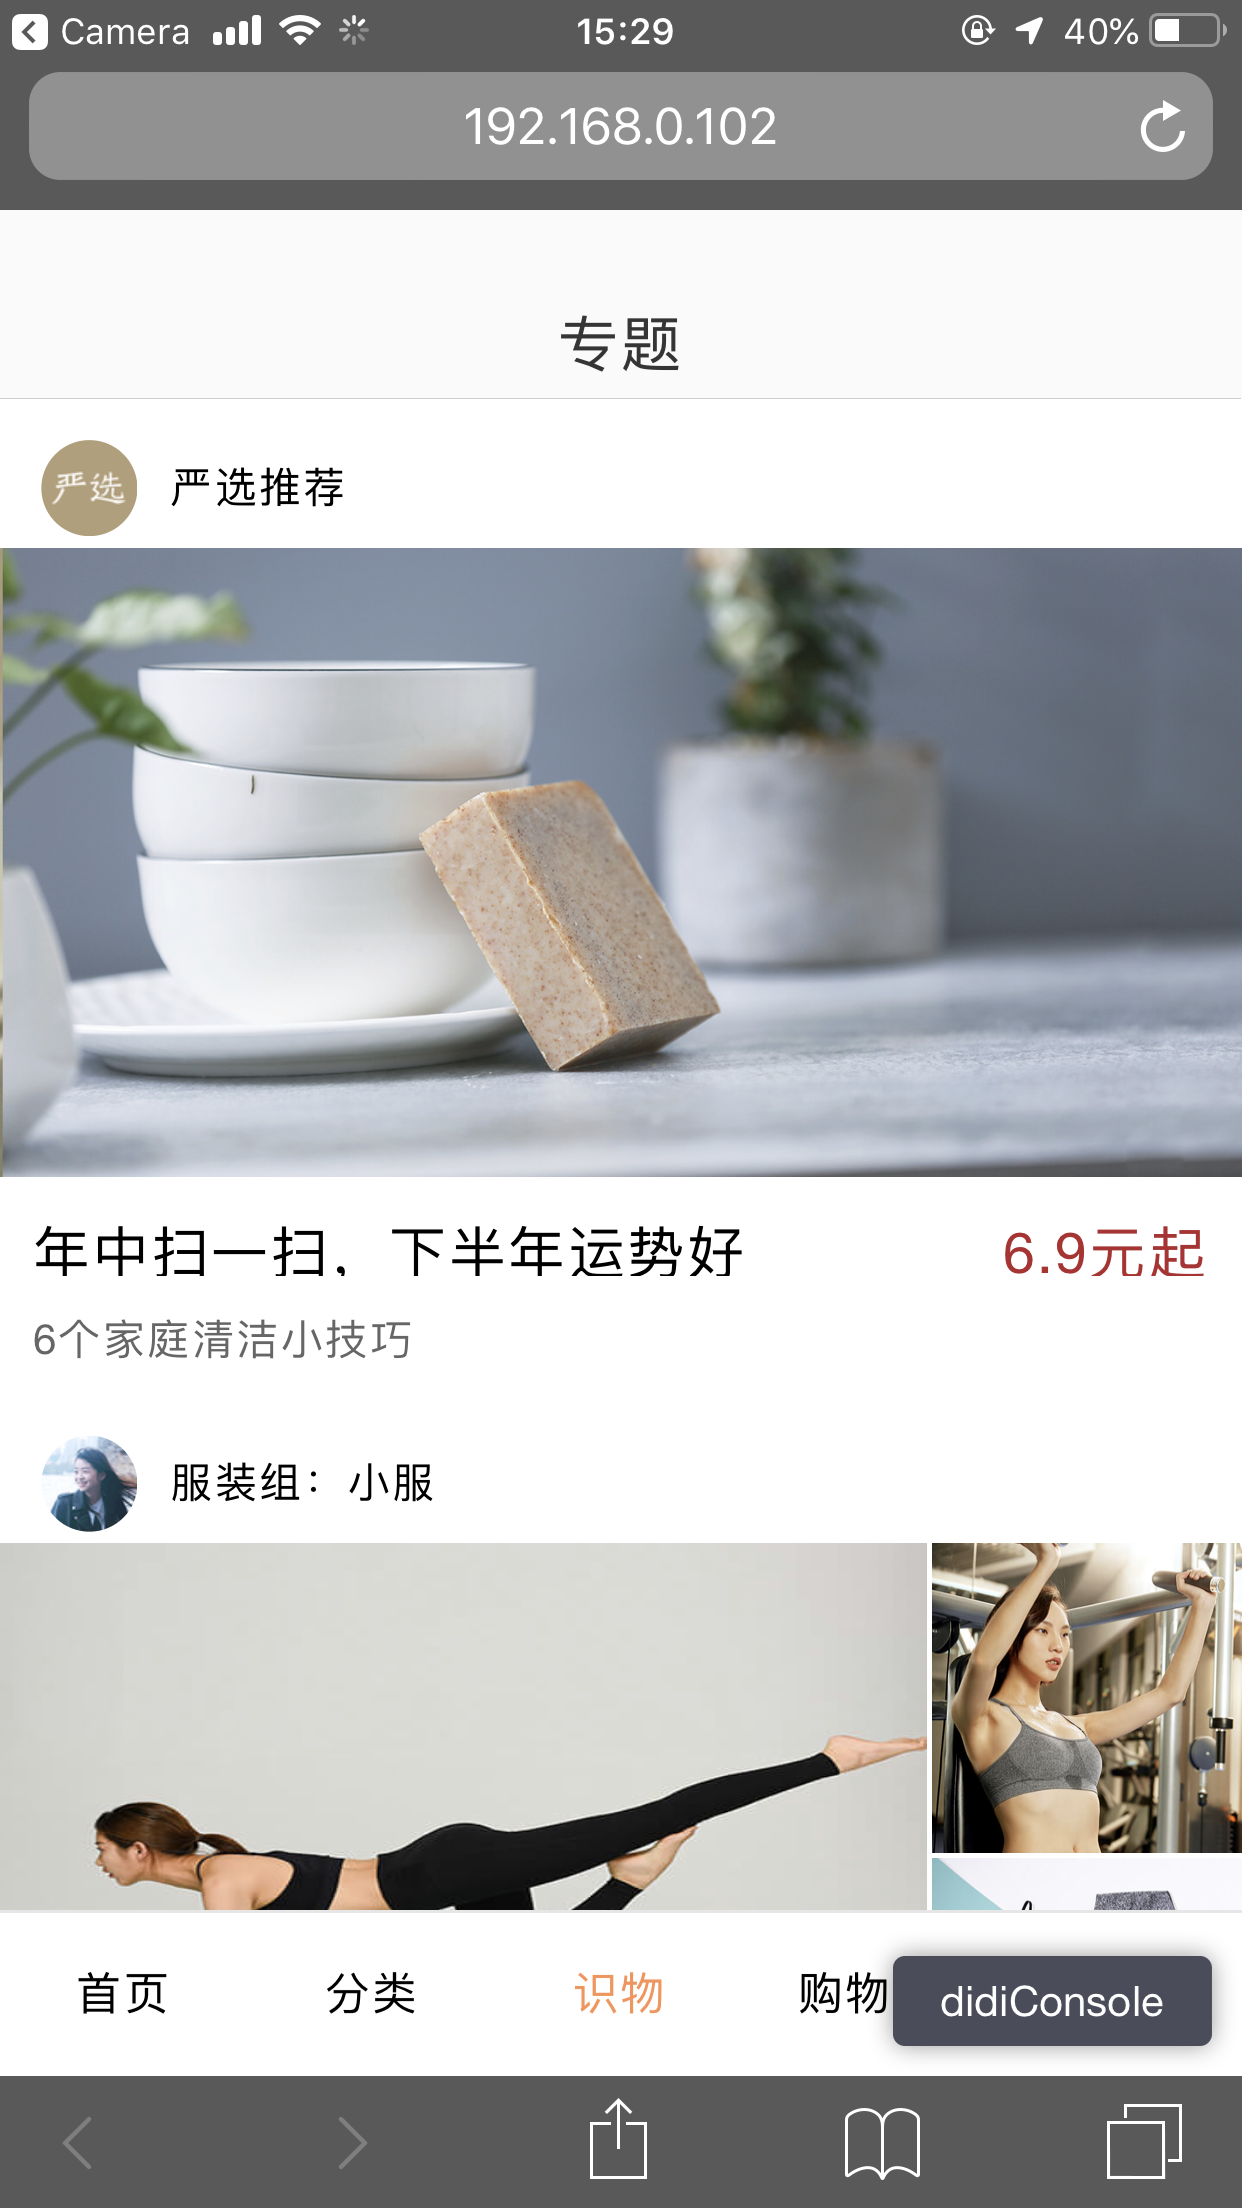 Camera 15:29 40%
192.168.0.102
专题
严选 严选推荐
年中扫一扫，下半年运势好 6.9元起
6个家庭清洁小技巧
服装组：小服
首页 分类 识物 购物 didiConsole